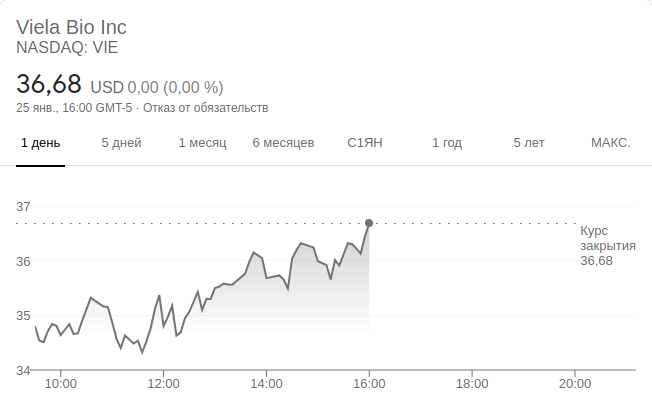 Viela Bio Inc
NASDAQ: VIE
36,68 USD 0,00 (0,00 %)
25 янв., 16:00 GMT-5 · Отказ от обязательств
1 день 5 дней 1 месяц 6 месяцев С1ЯН 1 год 5 лет МАКС.
37
Курс
закрытия
36,68
36
35
34
10:00 12:00 14:00 16:00 18:00 20:00